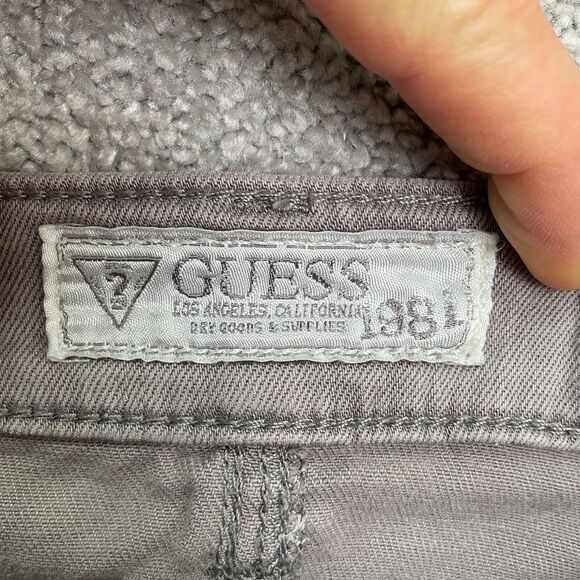 ?
GUESS
LOS ANGELES, CALIFORNIA
DRY GOODS & SUPPLIES
1981